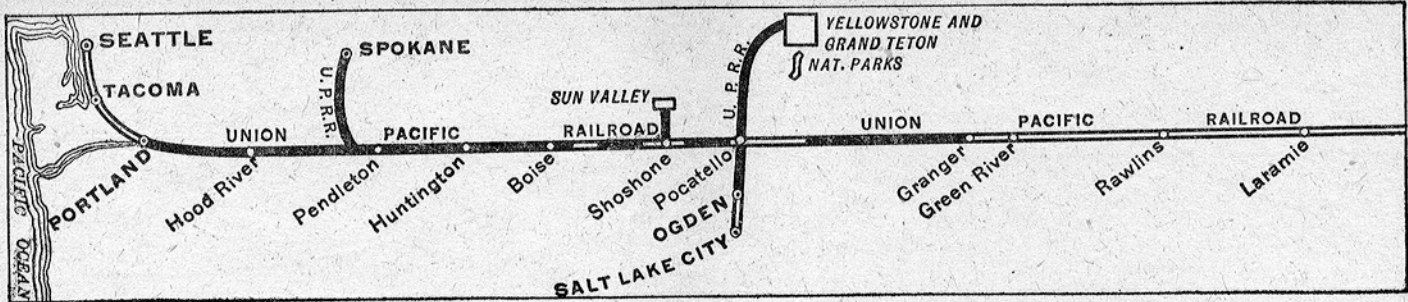 SEATTLE
TACOMA
SPOKANE
U.P.R.R.
SUN VALLEY
U. P. R.R.
YELLOWSTONE AND
GRAND TETON
NAT. PARKS
UNION PACIFIC RAILROAD UNION PACIFIC RAILROAD
PORTLAND
Hood River
Pendleton
Huntington
Boise
Shoshone
Pocatello
OGDEN
SALT LAKE CITY
Granger
Green River
Rawlins
Laramie
PACIFIC OCEAN